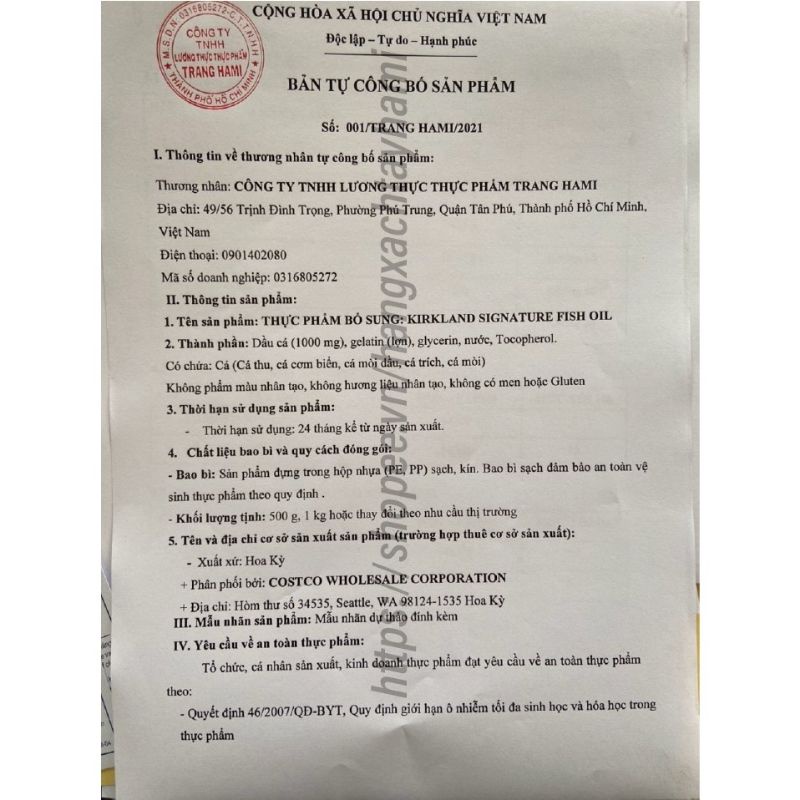 M.S.D.N: 0316805272-C.T.TNHH
CÔNG TY
TNHH
LƯƠNG THỰC THỰC PHẨM
TRANG HAMI
THÀNH PHỐ HỒ CHÍ MINH
CỘNG HÒA XÃ HỘI CHỦ NGHĨA VIỆT NAM
Độc lập – Tự do – Hạnh phúc
BẢN TỰ CÔNG BỐ SẢN PHẨM
Số: 001/TRANG HAMI/2021
I. Thông tin về thương nhân tự công bố sản phẩm:
Thương nhân: CÔNG TY TNHH LƯƠNG THỰC THỰC PHẨM TRANG HAMI
Địa chỉ: 49/56 Trịnh Đình Trọng, Phường Phú Trung, Quận Tân Phú, Thành phố Hồ Chí Minh,
Việt Nam
Điện thoại: 0901402080
Mã số doanh nghiệp: 0316805272
II. Thông tin sản phẩm:
1. Tên sản phẩm: THỰC PHẨM BỔ SUNG: KIRKLAND SIGNATURE FISH OIL
2. Thành phần: Dầu cá (1000 mg), gelatin (lợn), glycerin, nước, Tocopherol.
Có chứa: Cá (Cá thu, cá cơm biển, cá mòi dầu, cá trích, cá mòi)
Không phẩm màu nhân tạo, không hương liệu nhân tạo, không có men hoặc Gluten
3. Thời hạn sử dụng sản phẩm:
- Thời hạn sử dụng: 24 tháng kể từ ngày sản xuất.
4. Chất liệu bao bì và quy cách đóng gói:
- Bao bì: Sản phẩm đựng trong hộp nhựa (PE, PP) sạch, kín. Bao bì sạch đảm bảo an toàn vệ
sinh thực phẩm theo quy định .
- Khối lượng tịnh: 500 g, 1 kg hoặc thay đổi theo nhu cầu thị trường
5. Tên và địa chỉ cơ sở sản xuất sản phẩm (trường hợp thuê cơ sở sản xuất):
- Xuất xứ: Hoa Kỳ
+ Phân phối bởi: COSTCO WHOLESALE CORPORATION
+ Địa chỉ: Hòm thư số 34535, Seattle, WA 98124-1535 Hoa Kỳ
III. Mẫu nhãn sản phẩm: Mẫu nhãn dự thảo đính kèm
IV. Yêu cầu về an toàn thực phẩm:
Tổ chức, cá nhân sản xuất, kinh doanh thực phẩm đạt yêu cầu về an toàn thực phẩm
theo:
- Quyết định 46/2007/QĐ-BYT, Quy định giới hạn ô nhiễm tối đa sinh học và hóa học trong
thực phẩm
https://shopeevn/hangxachtayhami